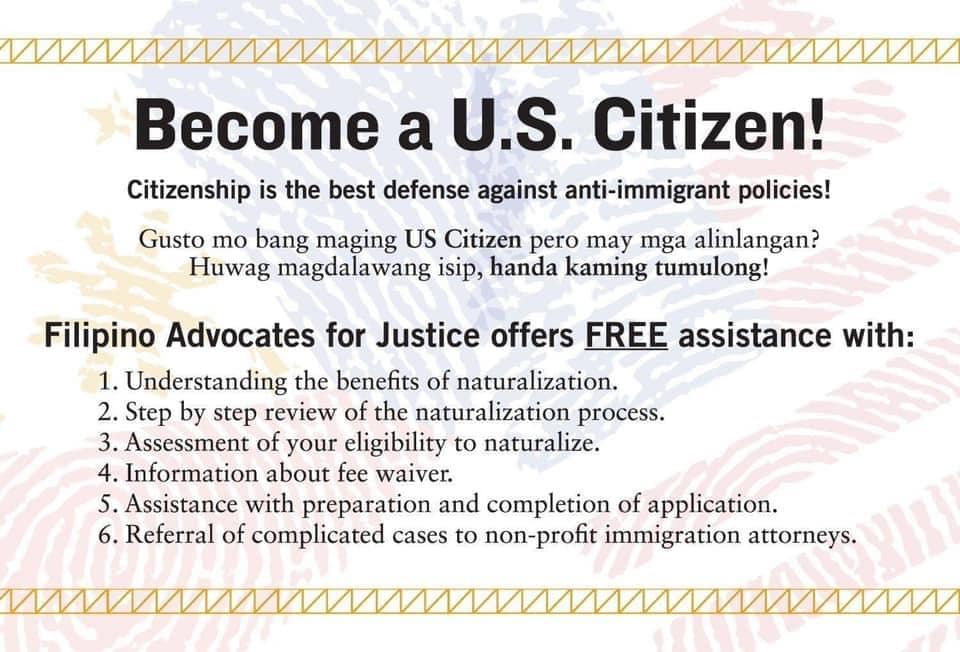 Become a U.S. Citizen!
Citizenship is the best defense against anti-immigrant policies!
Gusto mo bang maging US Citizen pero may mga alinlangan?
Huwag magdalawang isip, handa kaming tumulong!
Filipino Advocates for Justice offers FREE assistance with:
1. Understanding the benefits of naturalization.
2. Step by step review of the naturalization process.
3. Assessment of your eligibility to naturalize.
4. Information about fee waiver.
5. Assistance with preparation and completion of application.
6. Referral of complicated cases to non-profit immigration attorneys.